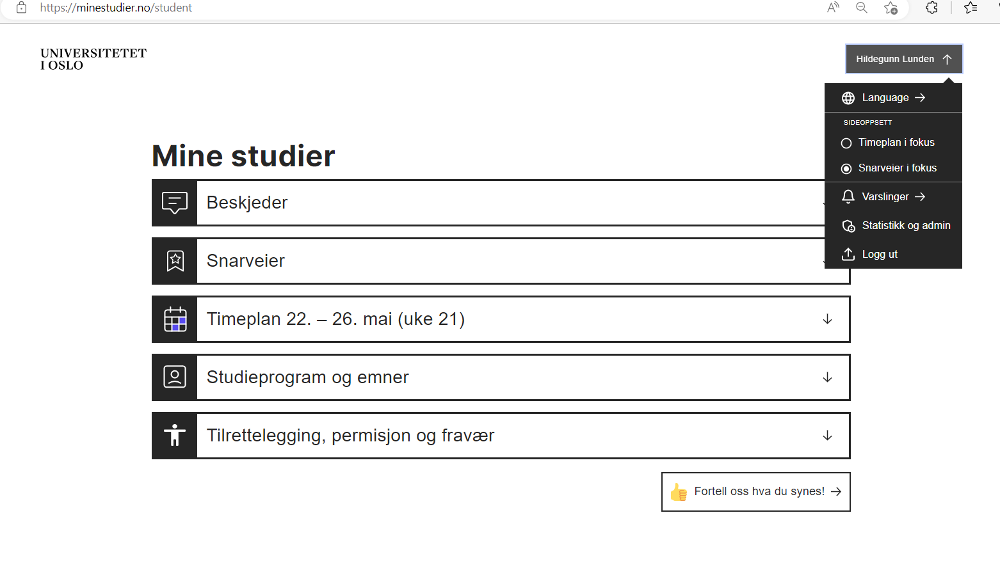 https://minestudier.no/student
UNIVERSITETET
I OSLO
Hildegunn Lunden
Language
SIDEOPPSETT
Timeplan i fokus
Snarveier i fokus
Varslinger
Statistikk og admin
Logg ut
Mine studier
Beskjeder
Snarveier
Timeplan 22. – 26. mai (uke 21)
Studieprogram og emner
Tilrettelegging, permisjon og fravær
Fortell oss hva du synes!